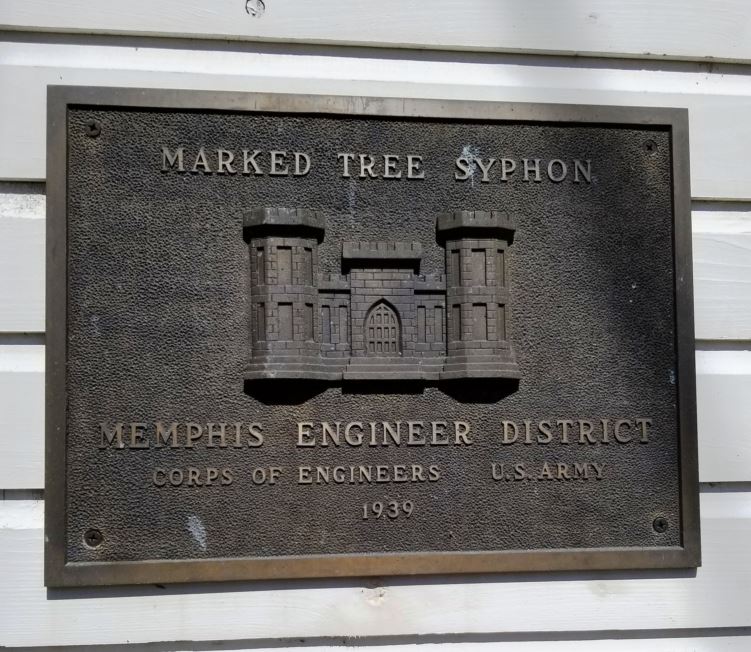 MARKED TREE SYPHON
MEMPHIS ENGINEER DISTRICT
CORPS OF ENGINEERS U.S. ARMY
1939